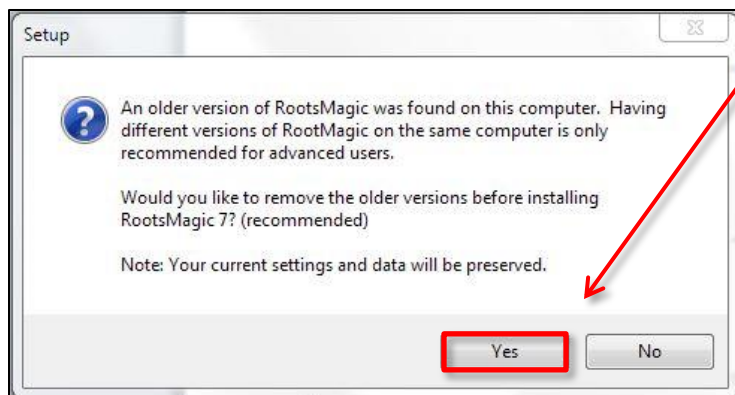 Setup
An older version of RootsMagic was found on this computer.  Having
different versions of RootMagic on the same computer is only
recommended for advanced users.
Would you like to remove the older versions before installing
RootsMagic 7? (recommended)
Note: Your current settings and data will be preserved.
Yes
No